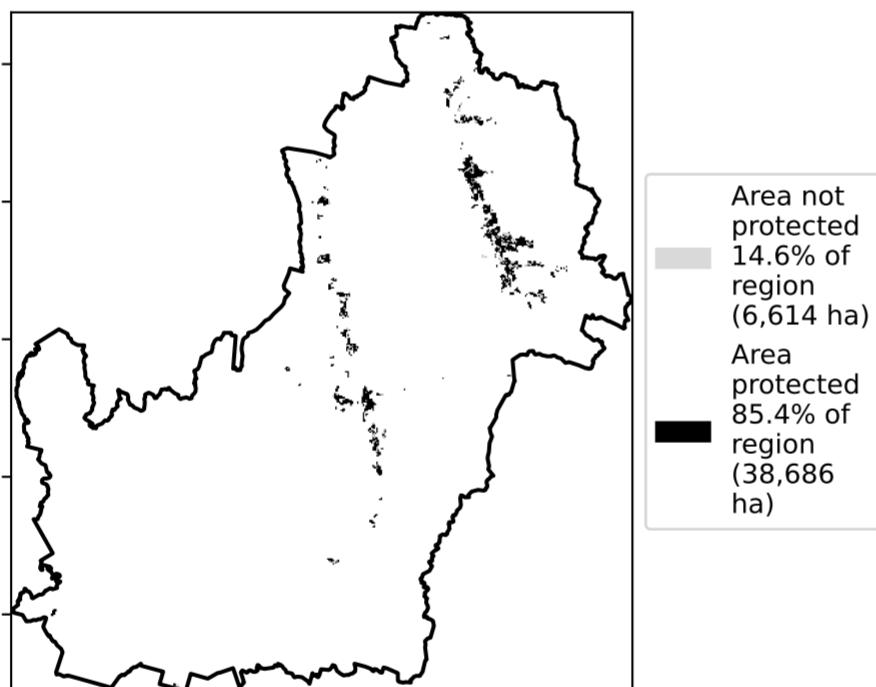 Area not
protected
14.6% of
region
(6,614 ha)
Area
protected
85.4% of
region
(38,686
ha)